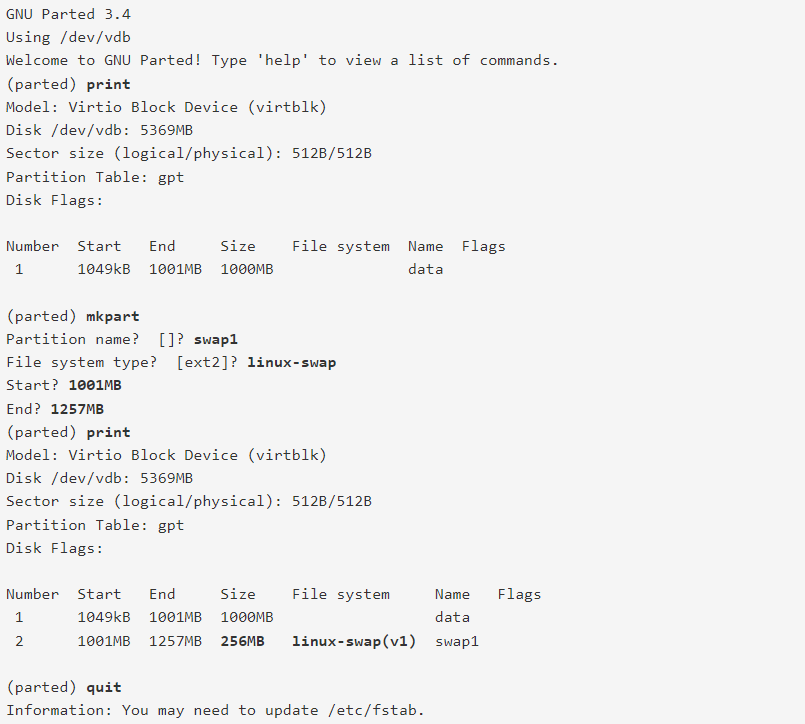 GNU Parted 3.4
Using /dev/vdb
Welcome to GNU Parted! Type 'help' to view a list of commands.
(parted) print
Model: Virtio Block Device (virtblk)
Disk /dev/vdb: 5369MB
Sector size (logical/physical): 512B/512B
Partition Table: gpt
Disk Flags:
Number  Start   End     Size    File system  Name  Flags
 1      1049kB  1001MB  1000MB               data
(parted) mkpart
Partition name?  []? swap1
File system type?  [ext2]? linux-swap
Start? 1001MB
End? 1257MB
(parted) print
Model: Virtio Block Device (virtblk)
Disk /dev/vdb: 5369MB
Sector size (logical/physical): 512B/512B
Partition Table: gpt
Disk Flags:
Number  Start   End     Size    File system     Name   Flags
 1      1049kB  1001MB  1000MB                  data
 2      1001MB  1257MB  256MB   linux-swap(v1)  swap1
(parted) quit
Information: You may need to update /etc/fstab.